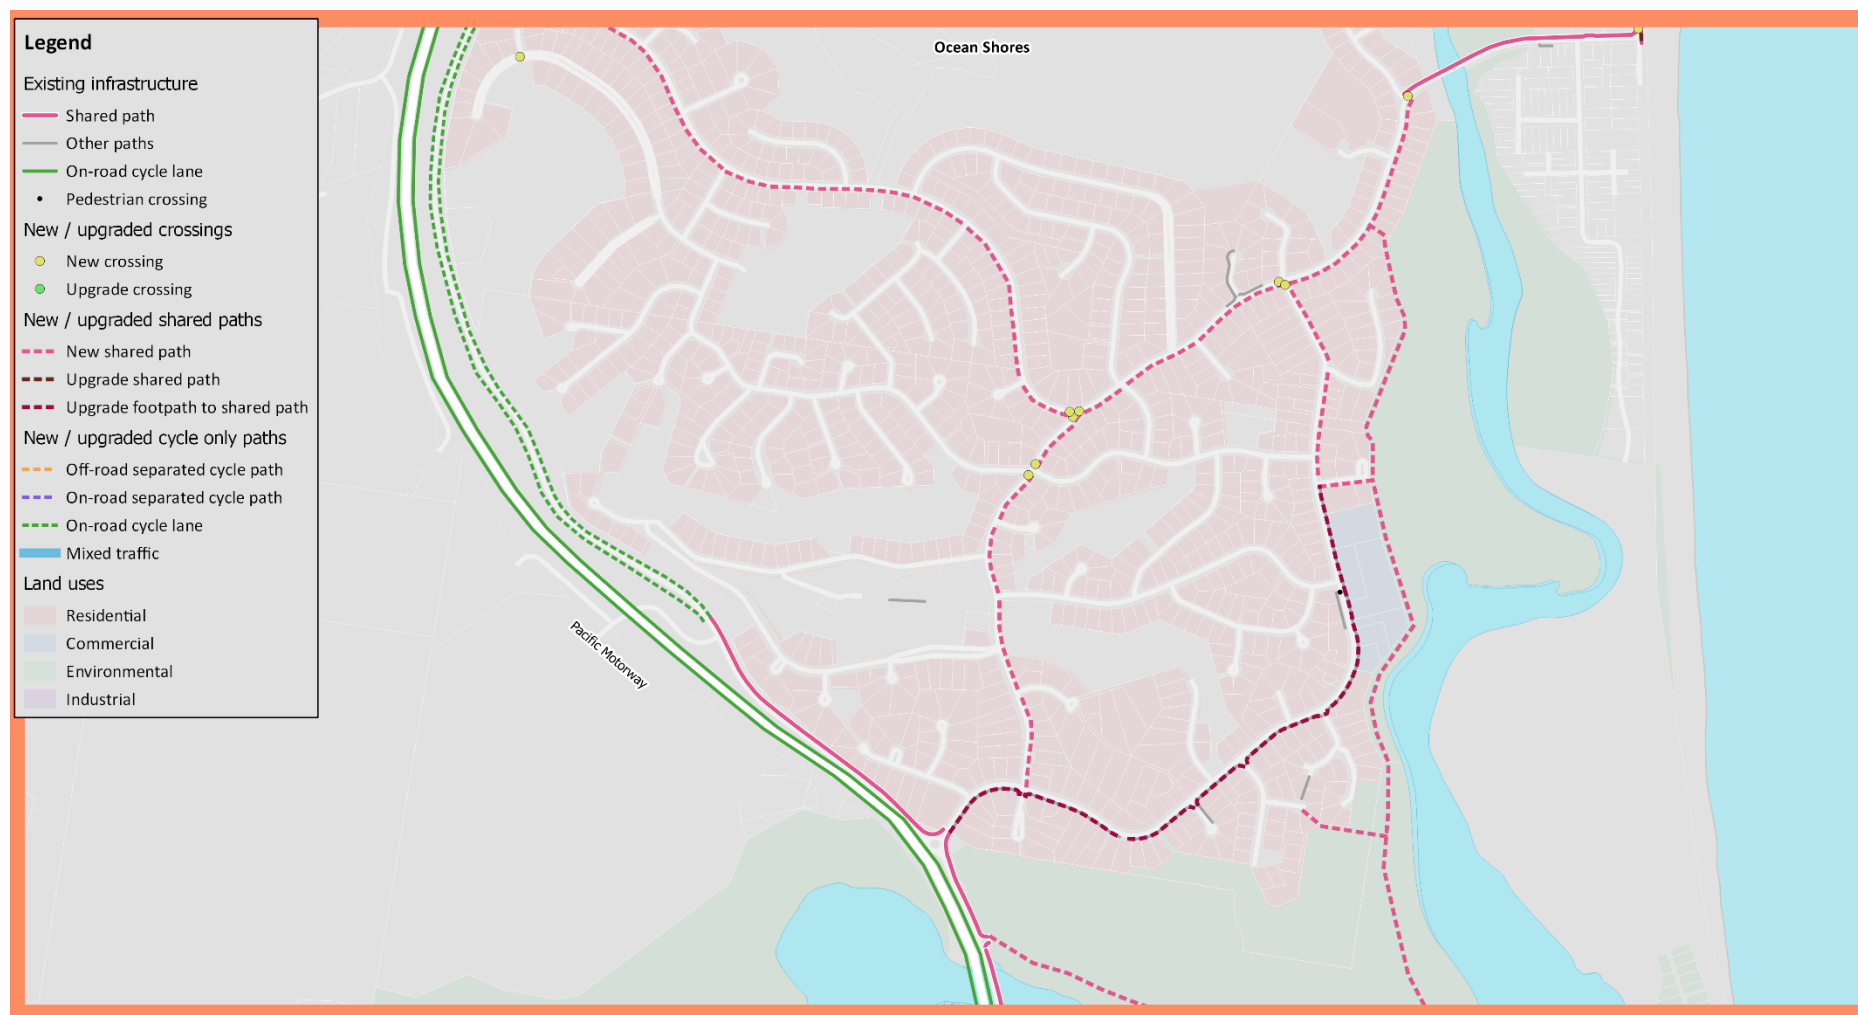 Legend
Existing infrastructure
Shared path
Other paths
On-road cycle lane
Pedestrian crossing
New / upgraded crossings
New crossing
Upgrade crossing
New / upgraded shared paths
New shared path
Upgrade shared path
Upgrade footpath to shared path
New / upgraded cycle only paths
Off-road separated cycle path
On-road separated cycle path
On-road cycle lane
Mixed traffic
Land uses
Residential
Commercial
Environmental
Industrial
Ocean Shores
Pacific Motorway